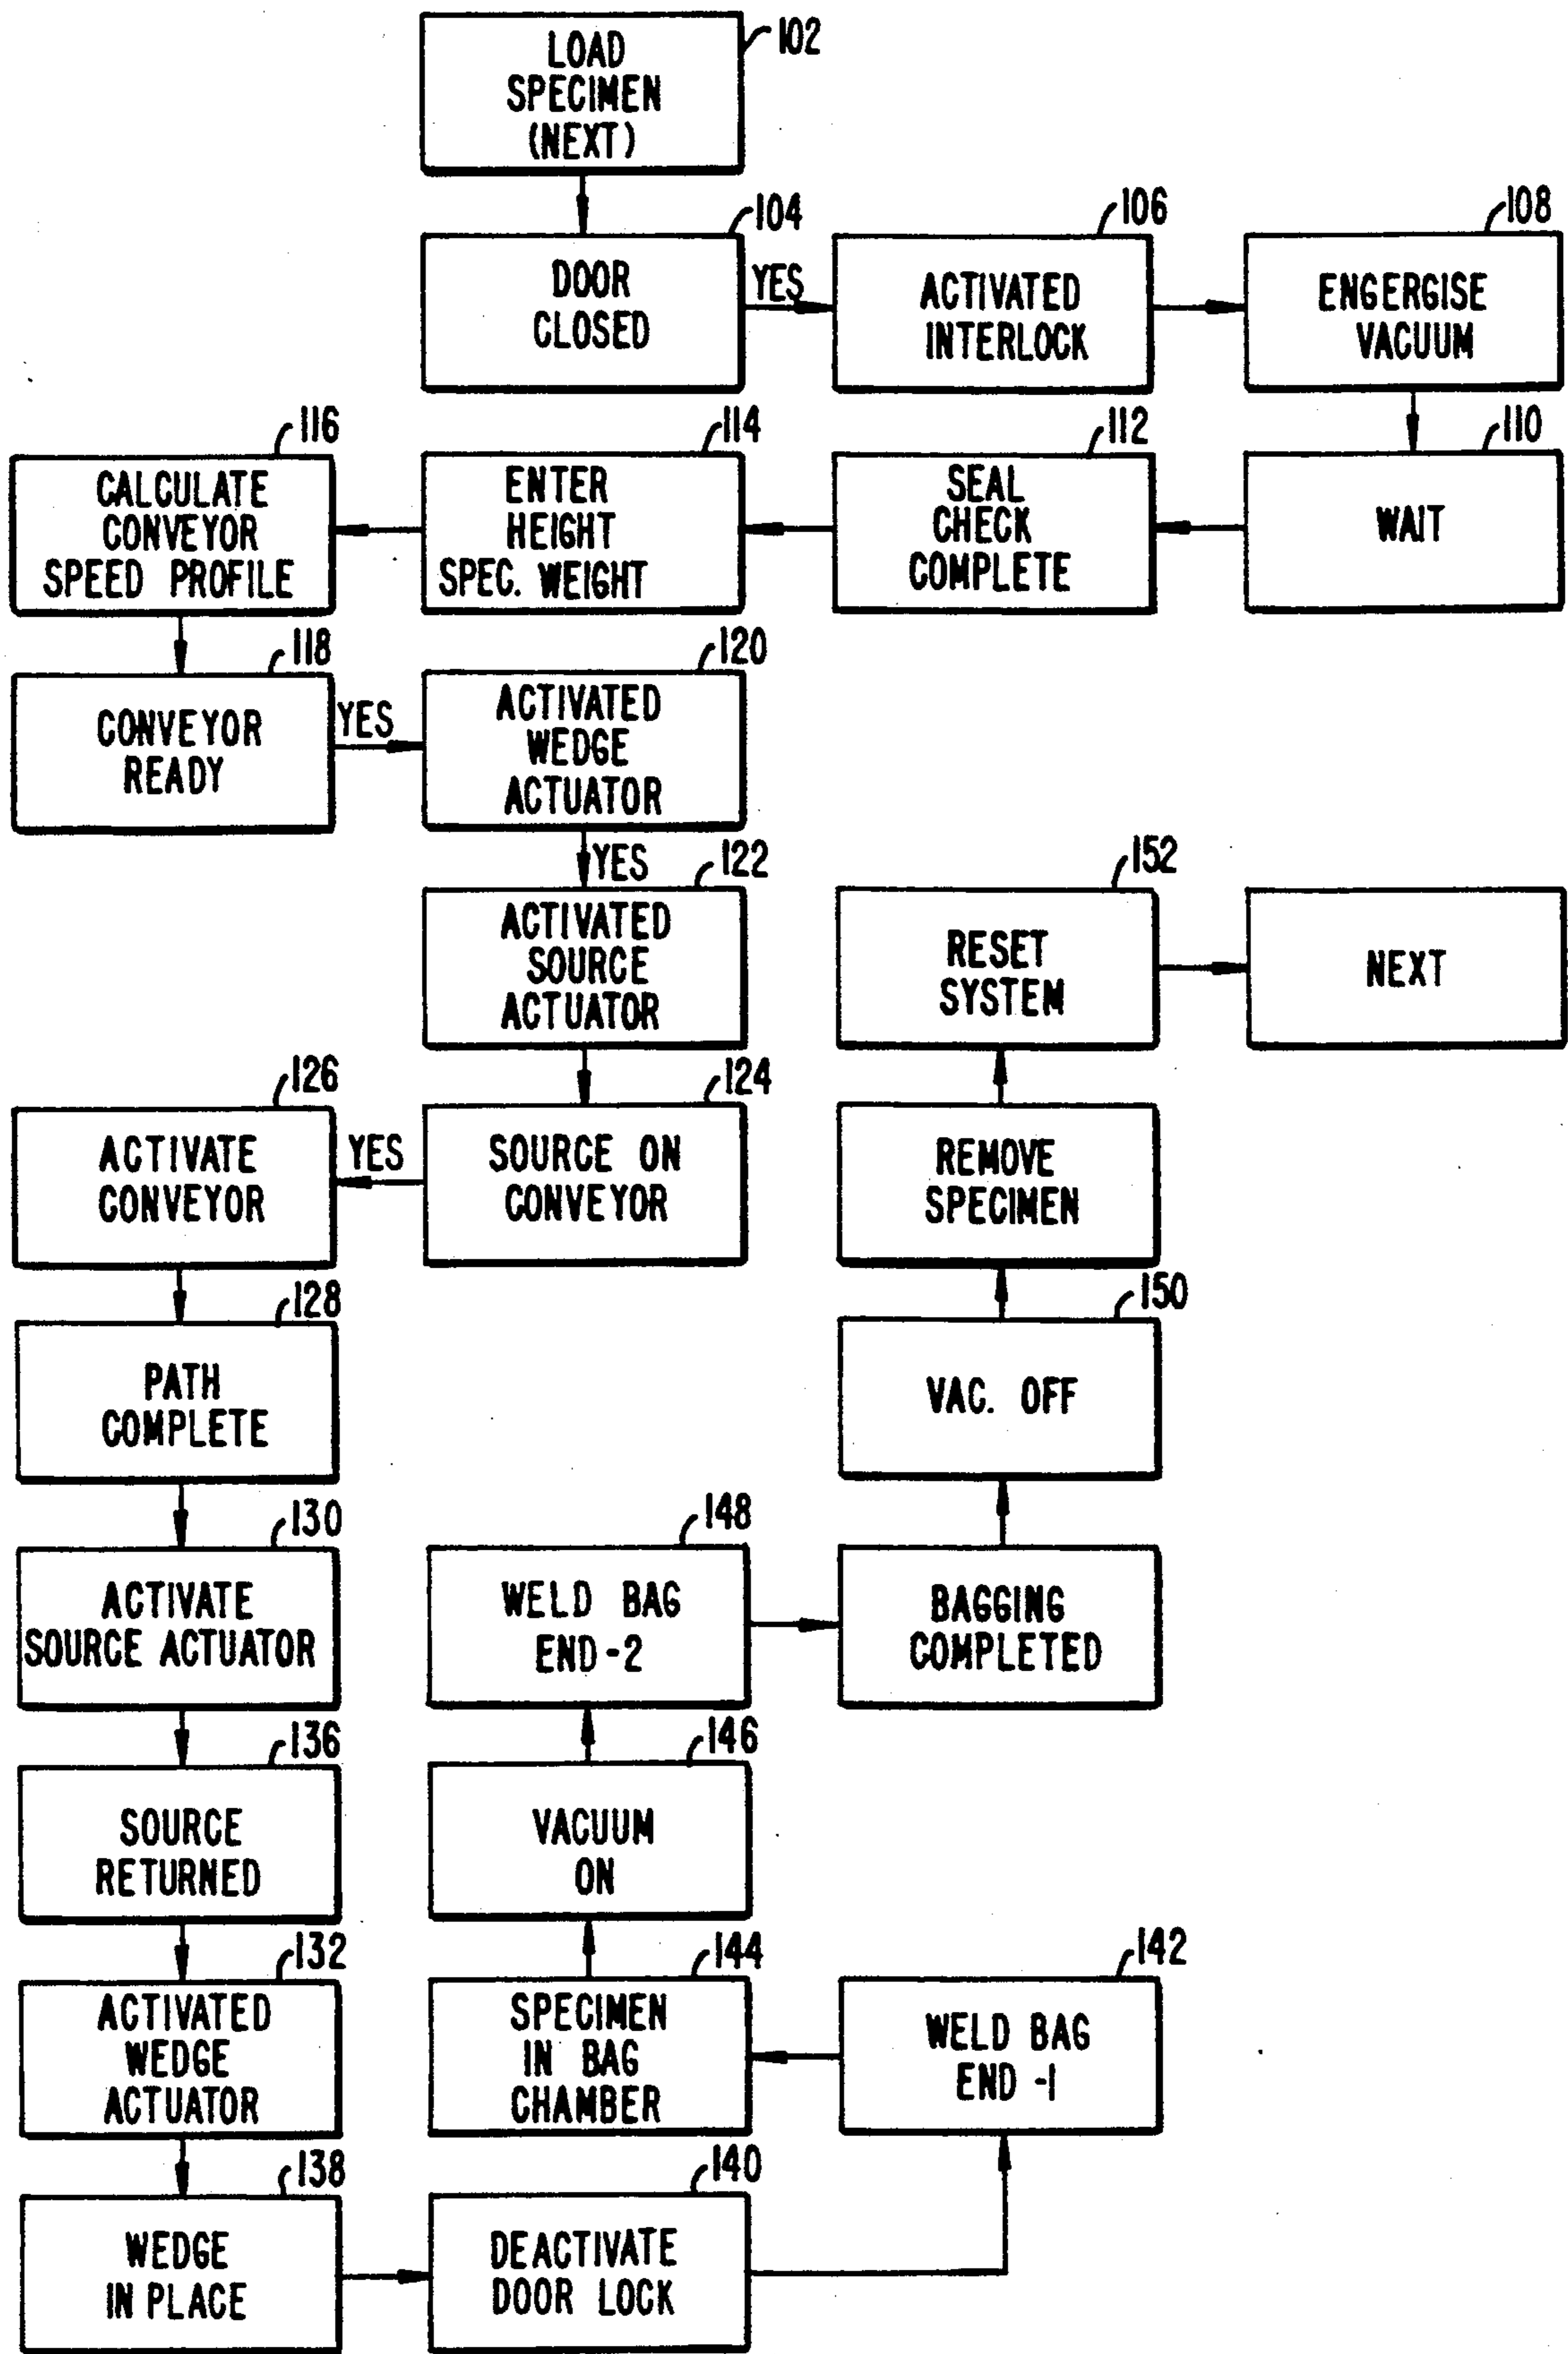 102
LOAD
SPECIMEN
(NEXT)
104
DOOR
CLOSED
YES
106
ACTIVATED
INTERLOCK
108
ENGERGISE
VACUUM
110
WAIT
112
SEAL
CHECK
COMPLETE
114
ENTER
HEIGHT
SPEC. WEIGHT
116
CALCULATE
CONVEYOR
SPEED PROFILE
118
CONVEYOR
READY
YES
120
ACTIVATED
WEDGE
ACTUATOR
YES
122
ACTIVATED
SOURCE
ACTUATOR
124
SOURCE ON
CONVEYOR
YES
126
ACTIVATE
CONVEYOR
128
PATH
COMPLETE
130
ACTIVATE
SOURCE ACTUATOR
136
SOURCE
RETURNED
132
ACTIVATED
WEDGE
ACTUATOR
138
WEDGE
IN PLACE
140
DEACTIVATE
DOOR LOCK
142
WELD BAG
END -1
144
SPECIMEN
IN BAG
CHAMBER
146
VACUUM
ON
148
WELD BAG
END -2
BAGGING
COMPLETED
150
VAC. OFF
REMOVE
SPECIMEN
152
RESET
SYSTEM
NEXT